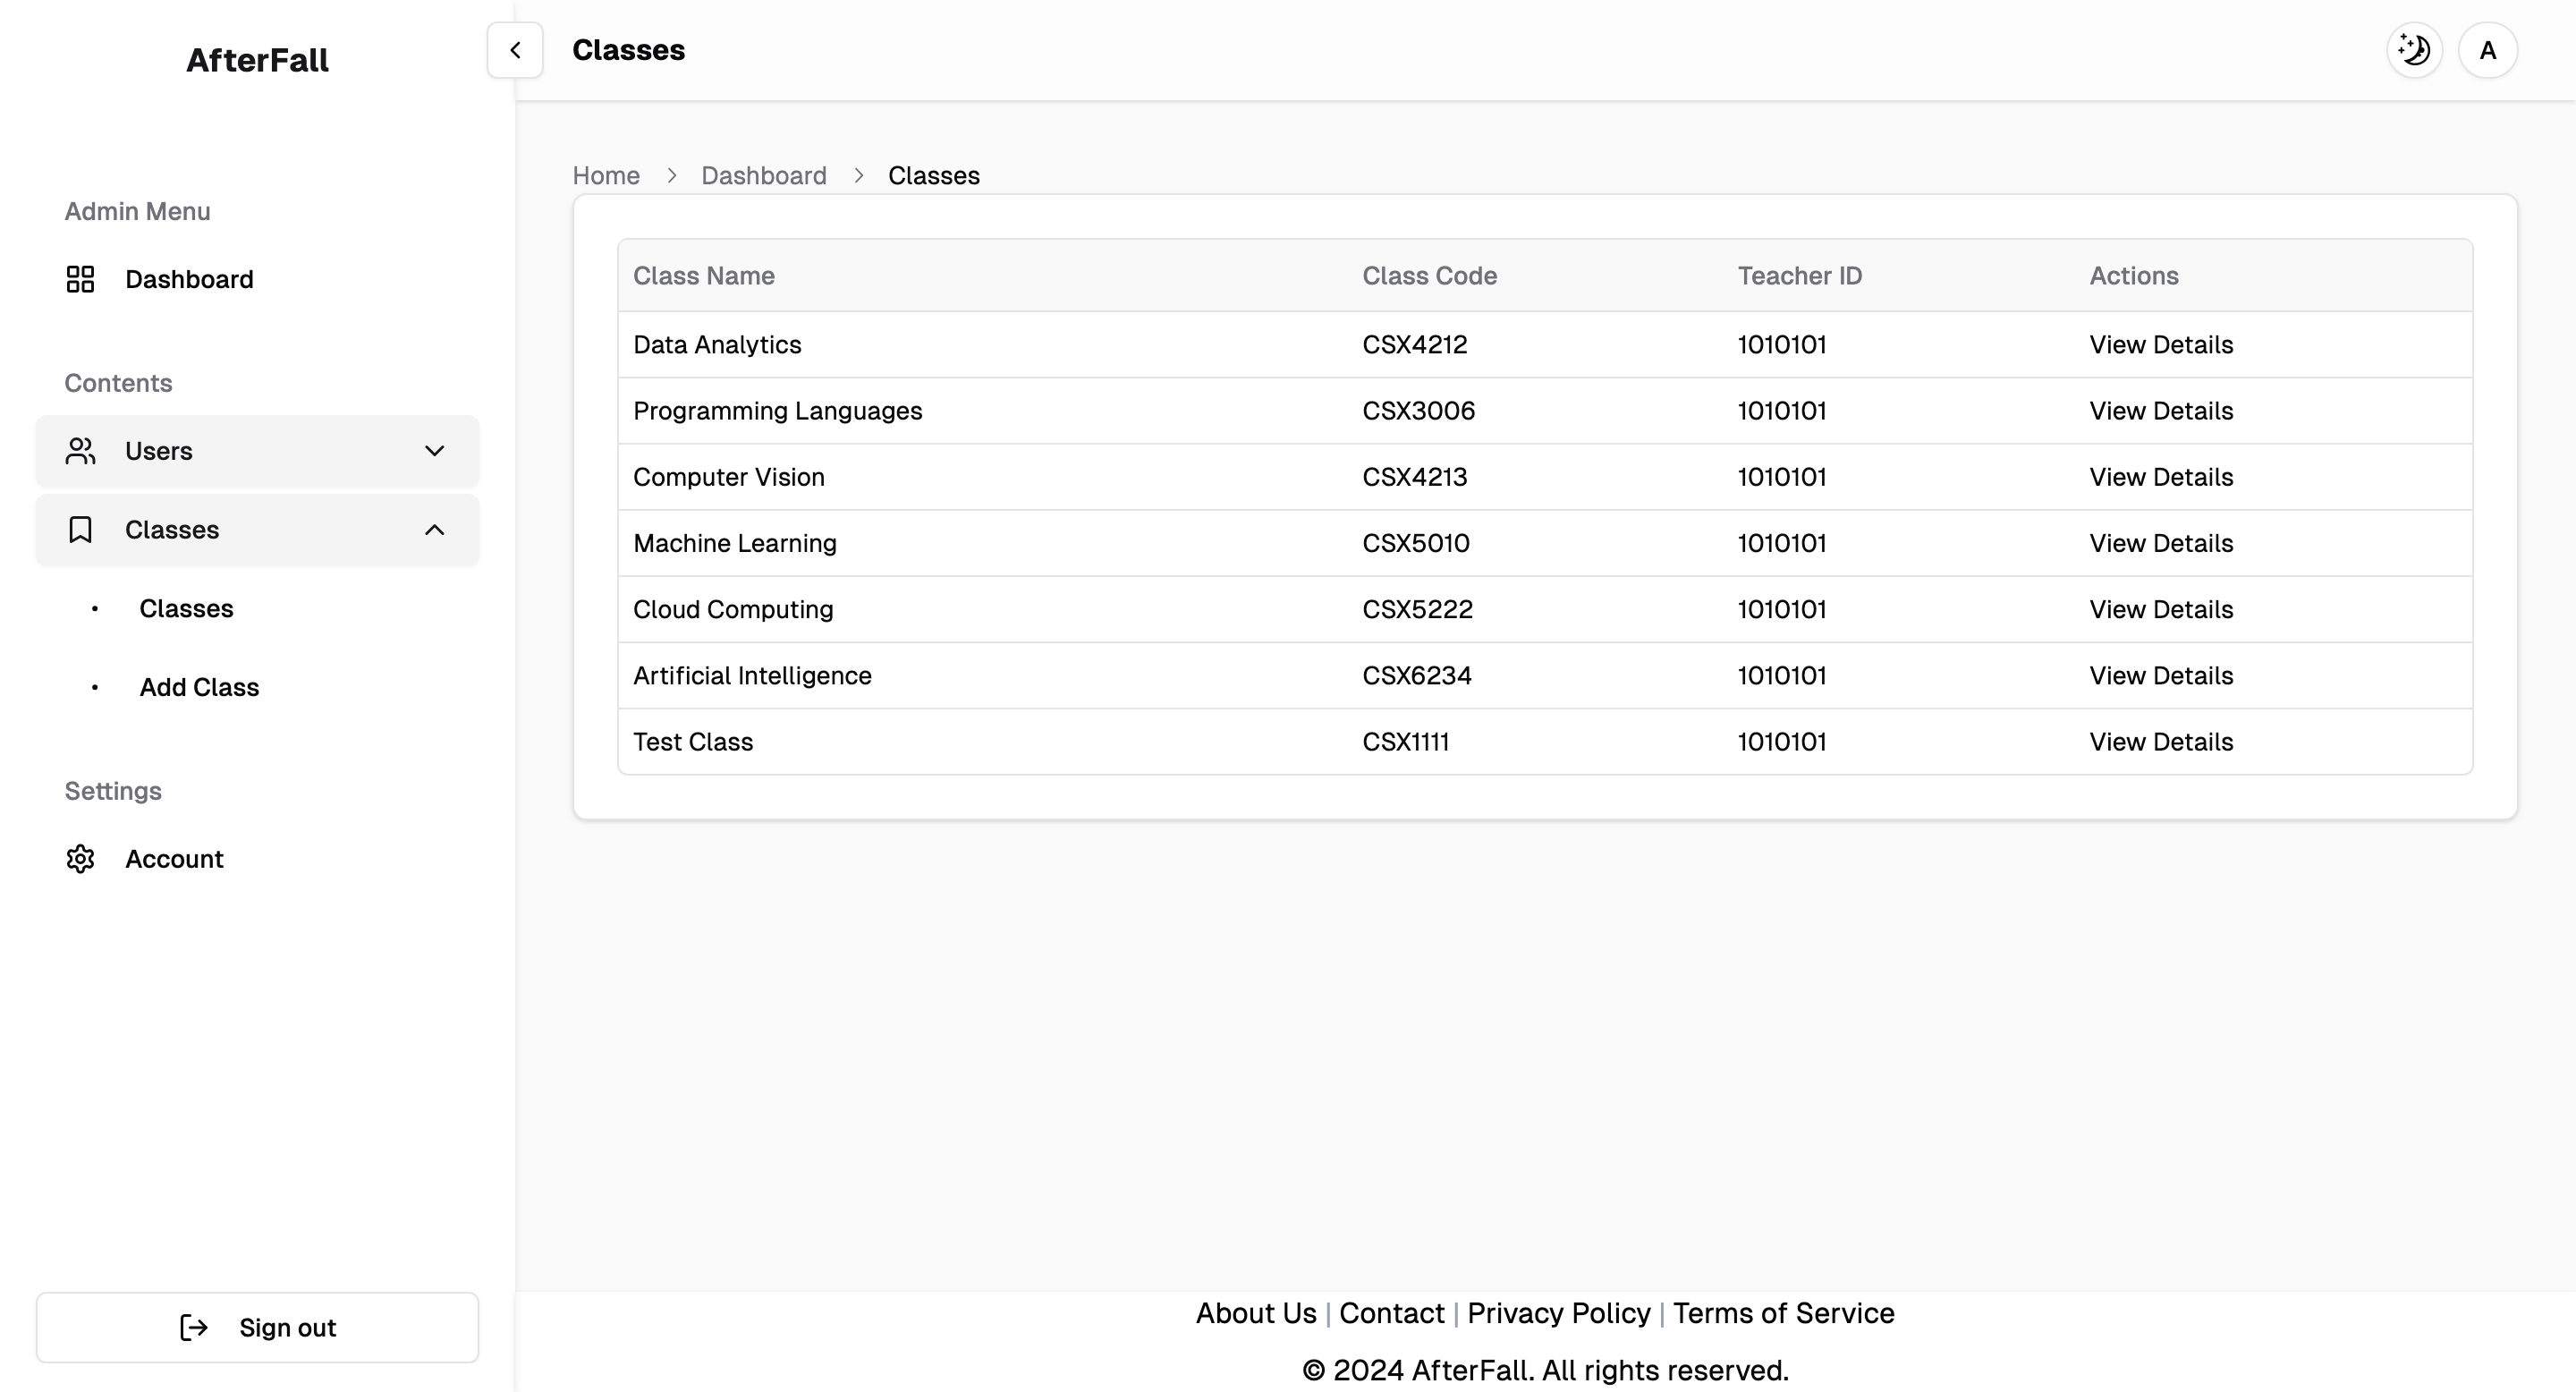 AfterFall
Classes
A
Admin Menu
Dashboard
Contents
Users
Classes
Classes
Add Class
Settings
Account
Sign out
Home Dashboard Classes
Class Name Class Code Teacher ID Actions
Data Analytics CSX4212 1010101 View Details
Programming Languages CSX3006 1010101 View Details
Computer Vision CSX4213 1010101 View Details
Machine Learning CSX5010 1010101 View Details
Cloud Computing CSX5222 1010101 View Details
Artificial Intelligence CSX6234 1010101 View Details
Test Class CSX1111 1010101 View Details
About Us | Contact | Privacy Policy | Terms of Service
© 2024 AfterFall. All rights reserved.